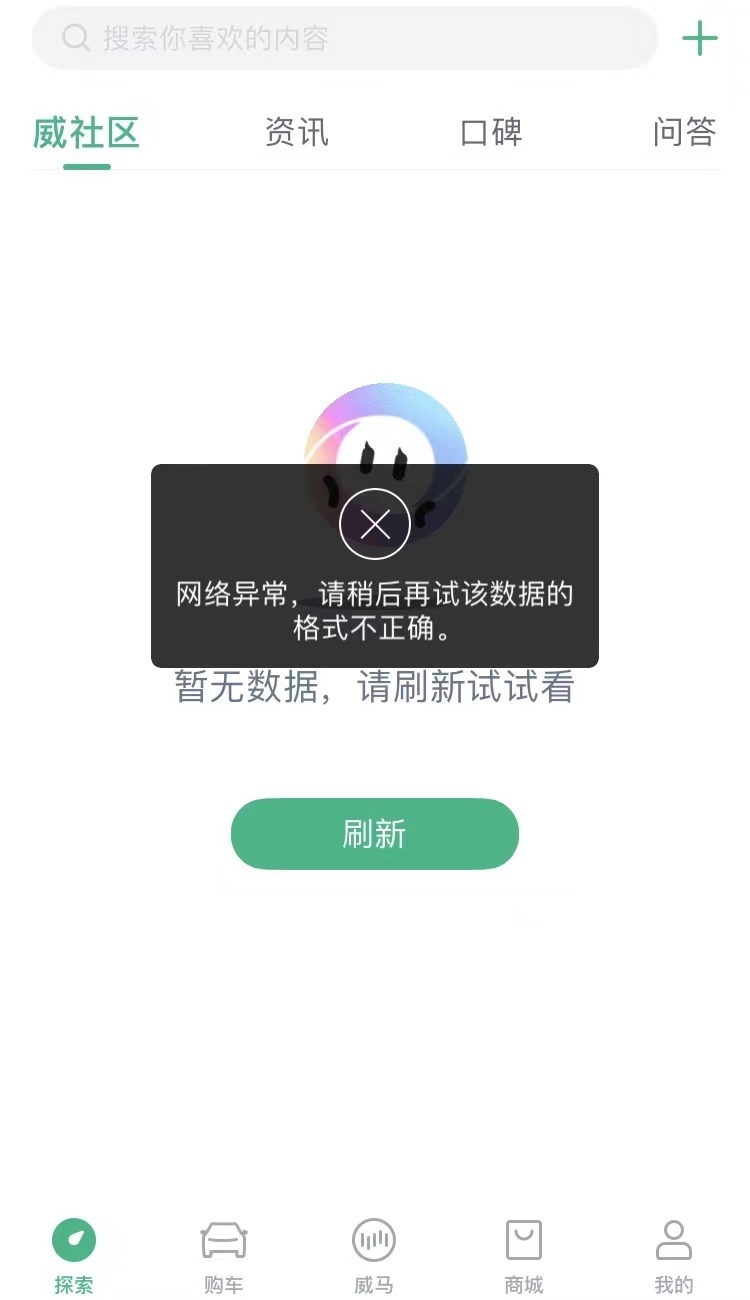 搜索你喜欢的内容
威社区 资讯 口碑 问答
网络异常，请稍后再试该数据的
格式不正确。
暂无数据，请刷新试试看
刷新
探索 购车 威马 商城 我的